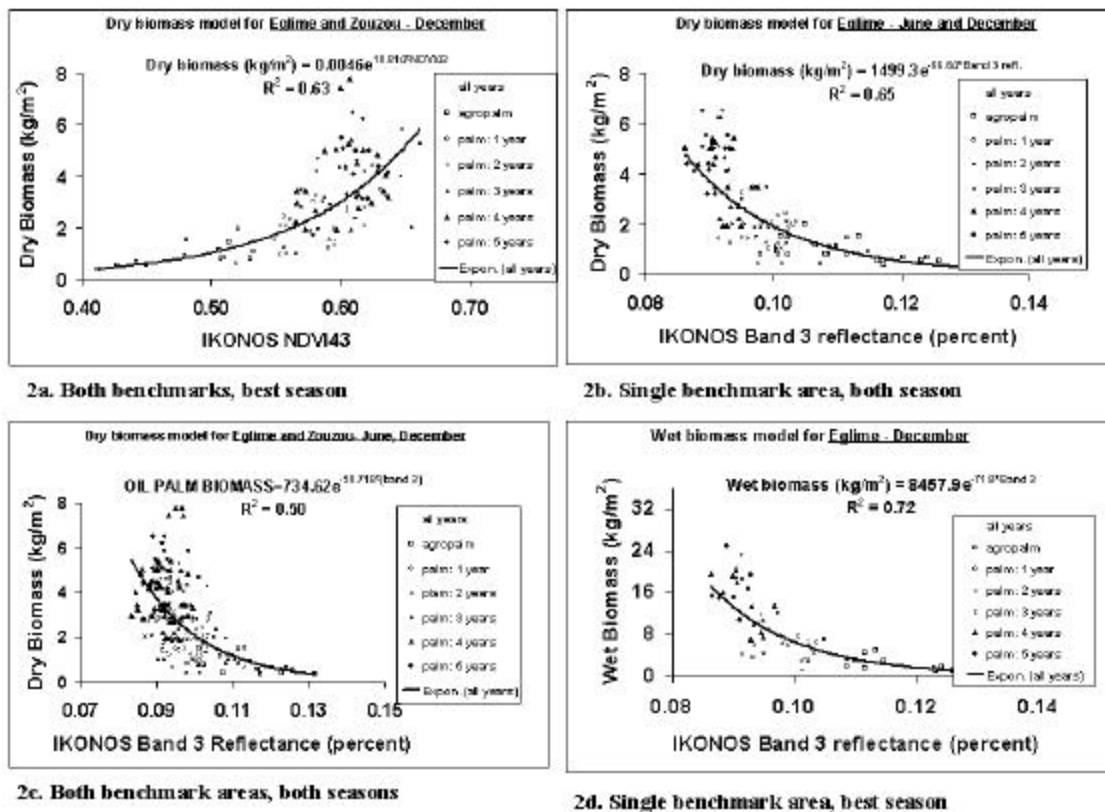 Dry biomass model for Eglime and Zouzou - December
Dry biomass (kg/m²) = 0.0046e
R² = 0.63
Dry Biomass (kg/m²)
8
6
4
2
0
0.40 0.50 0.60 0.70
IKONOS NDVI43
all years
agropalm
palm: 1 year
palm: 2 years
palm: 3 years
palm: 4 years
palm: 5 years
Expon. (all years)
2a. Both benchmarks, best season
Dry biomass model for Eglime - June and December
Dry biomass (kg/m²) = 1499.3e
R² = 0.65
Dry Biomass (kg/m²)
8
6
4
2
0
0.08 0.10 0.12 0.14
IKONOS Band 3 reflectance (percent)
all years
agropalm
palm: 1 year
palm: 2 years
palm: 3 years
palm: 4 years
palm: 5 years
Expon. (all years)
2b. Single benchmark area, both season
Dry biomass model for Eglime and Zouzou- June, December
OIL PALM BIOMASS=734.62e
R² = 0.50
Dry Biomass (kg/m²)
8
6
4
2
0
0.07 0.09 0.11 0.13 0.15
IKONOS Band 3 Reflectance (percent)
all years
agropalm
palm: 1 year
palm: 2 years
palm: 3 years
palm: 4 years
palm: 5 years
Expon. (all years)
2c. Both benchmark areas, both seasons
Wet biomass model for Eglime - December
Wet biomass (kg/m²) = 8457.9e
R² = 0.72
Wet Biomass (kg/m²)
32
24
16
8
0
0.08 0.10 0.12 0.14
IKONOS Band 3 reflectance (percent)
all years
agropalm
palm: 1 year
palm: 2 years
palm: 3 years
palm: 4 years
palm: 5 years
Expon. (all years)
2d. Single benchmark area, best season